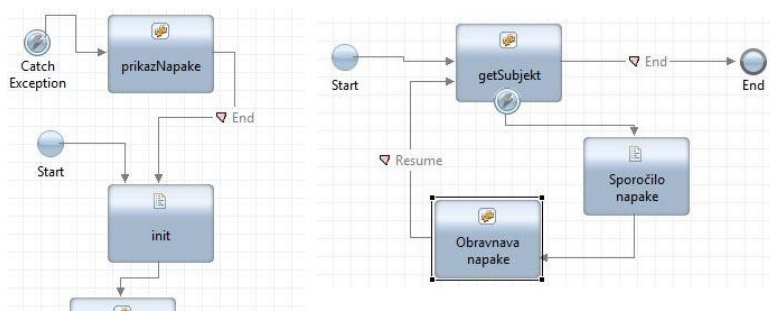 Catch
Exception
prikazNapake
End
Start
init
Start
getSubjekt
End
End
Resume
Sporočilo
napake
Obravnava
napake